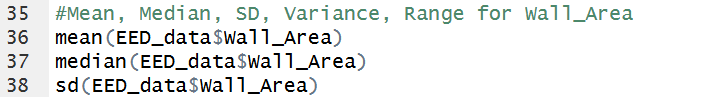 35 #Mean, Median, SD, Variance, Range for Wall_Area
36 mean(EED_data$Wall_Area)
37 median(EED_data$Wall_Area)
38 sd(EED_data$Wall_Area)